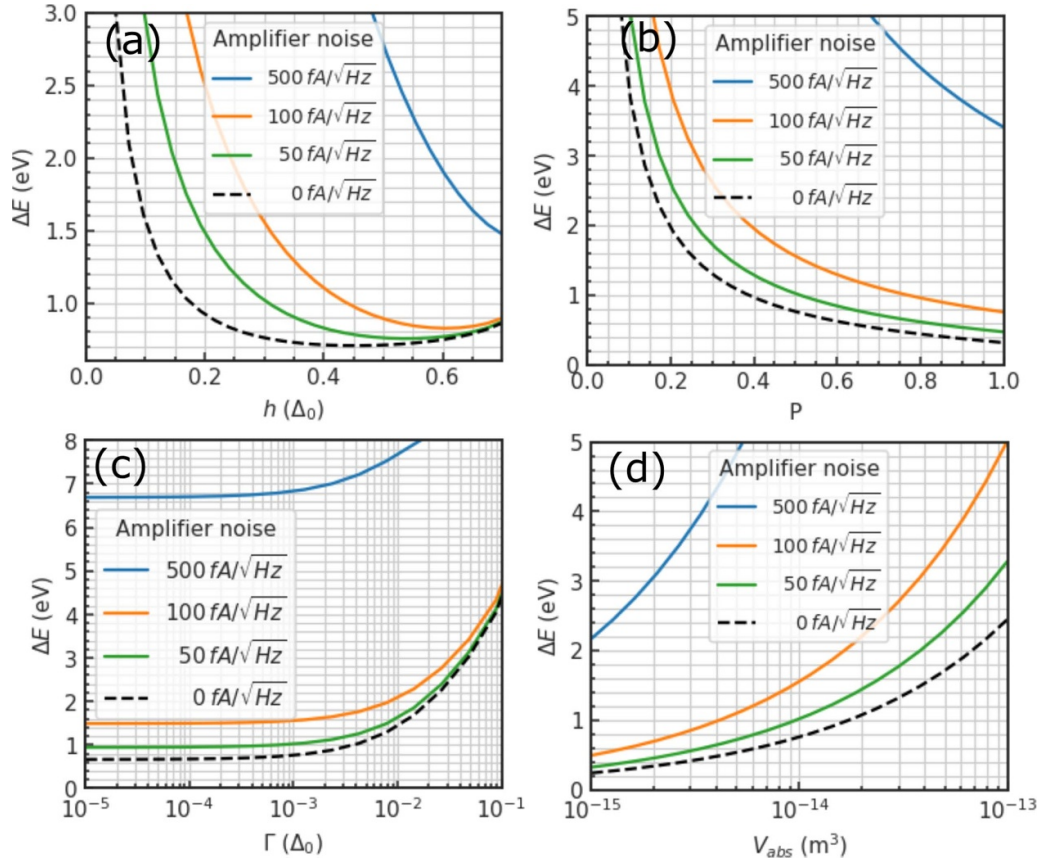 (a)
Amplifier noise
500 fA/√Hz
100 fA/√Hz
50 fA/√Hz
0 fA/√Hz
3.0
2.5
2.0
1.5
1.0
ΔE (eV)
0.0 0.2 0.4 0.6
h (Δ₀)
(b)
Amplifier noise
500 fA/√Hz
100 fA/√Hz
50 fA/√Hz
0 fA/√Hz
5
4
3
2
1
0
ΔE (eV)
0.0 0.2 0.4 0.6 0.8 1.0
P
(c)
Amplifier noise
500 fA/√Hz
100 fA/√Hz
50 fA/√Hz
0 fA/√Hz
8
7
6
5
4
3
2
1
0
ΔE (eV)
10⁻⁵ 10⁻⁴ 10⁻³ 10⁻² 10⁻¹
Γ (Δ₀)
(d)
Amplifier noise
500 fA/√Hz
100 fA/√Hz
50 fA/√Hz
0 fA/√Hz
5
4
3
2
1
0
ΔE (eV)
10⁻¹⁵ 10⁻¹⁴ 10⁻¹³
V_abs (m³)